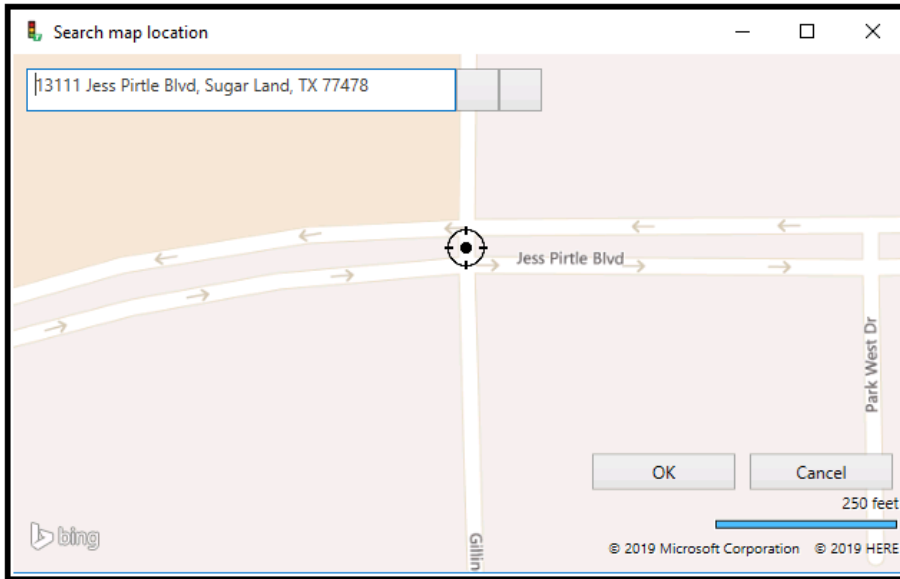 Search map location
13111 Jess Pirtle Blvd, Sugar Land, TX 77478
Jess Pirtle Blvd
Park West Dr
OK
Cancel
250 feet
bing
Gillin
© 2019 Microsoft Corporation © 2019 HERE